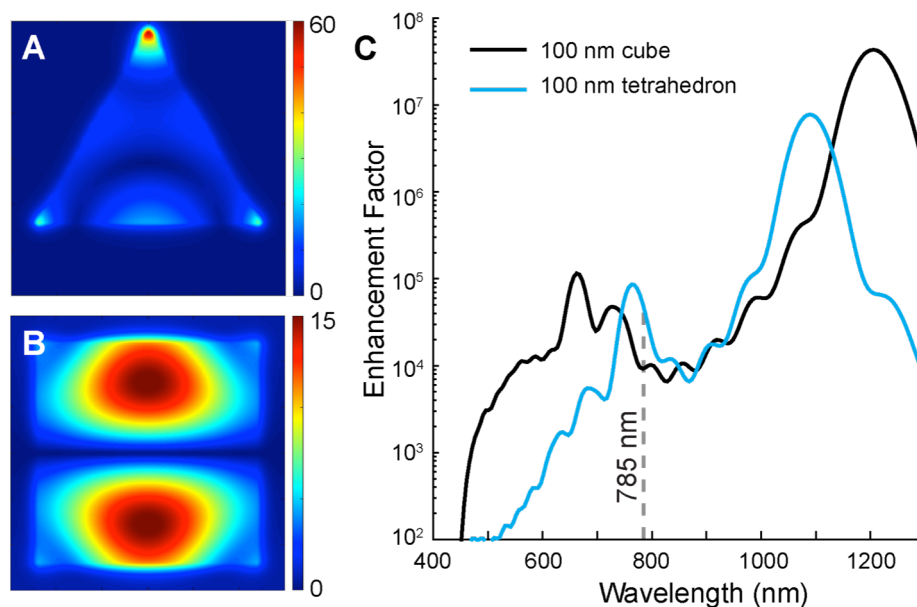 A
60
0
B
15
0
C
100 nm cube
100 nm tetrahedron
Enhancement Factor
10^8
10^7
10^6
10^5
10^4
10^3
10^2
785 nm
400
600
800
1000
1200
Wavelength (nm)